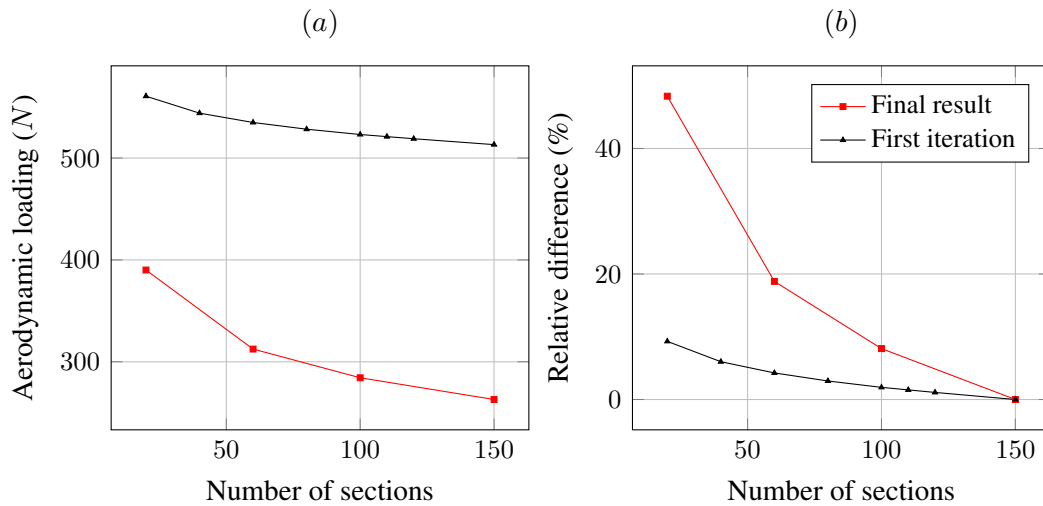 (a)
Aerodynamic loading (N)
500
400
300
50
100
150
Number of sections
(b)
Relative difference (%)
40
20
0
50
100
150
Number of sections
Final result
First iteration